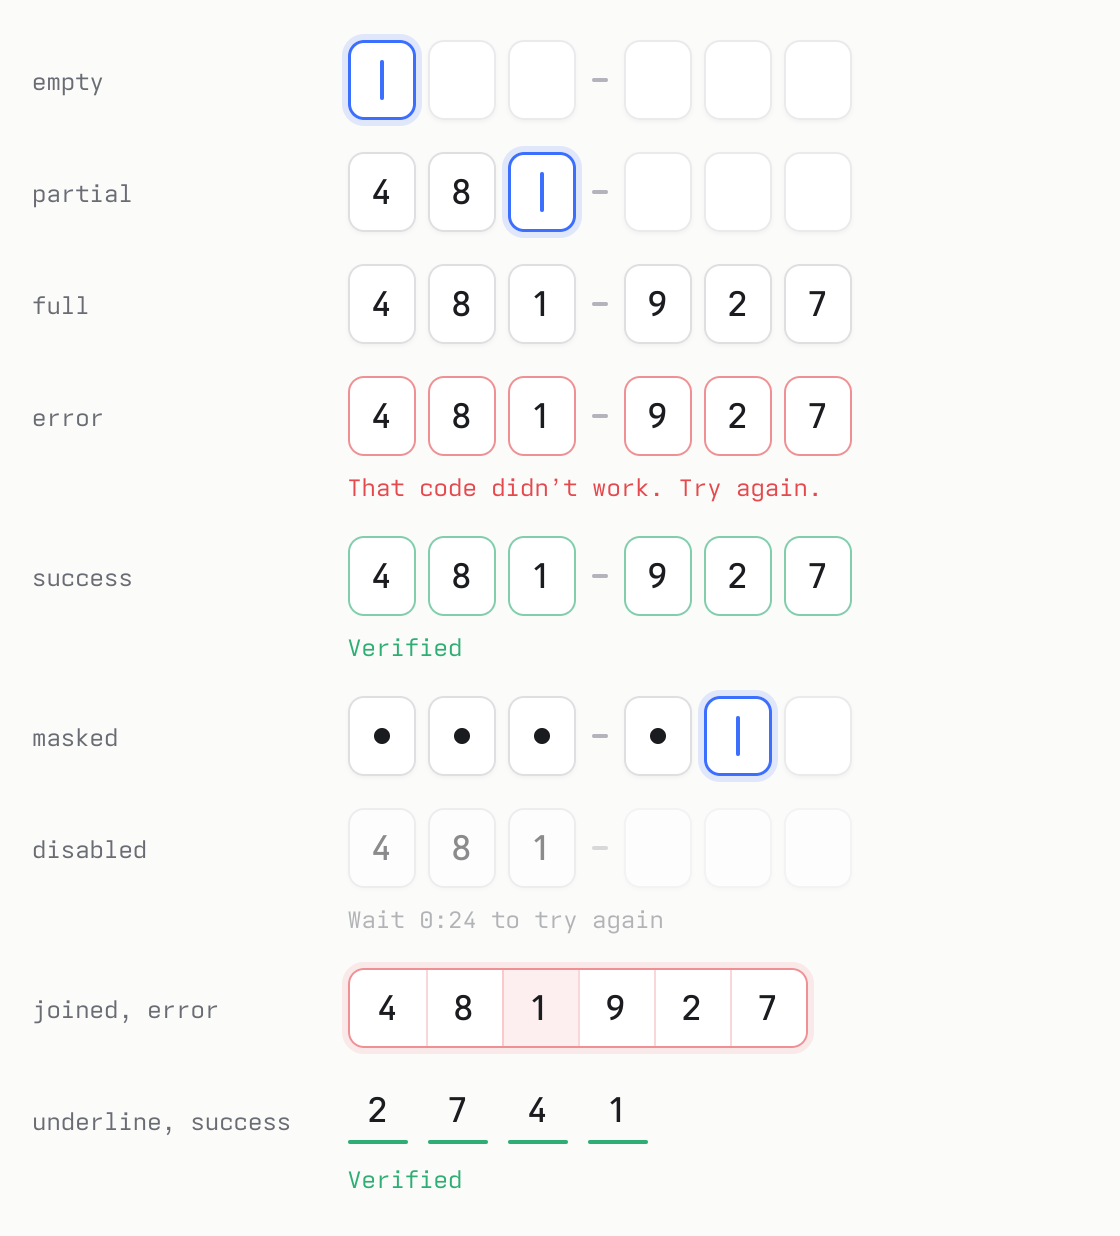 empty
–
partial 4 8 –
full 4 8 1 – 9 2 7
error 4 8 1 – 9 2 7
That code didn’t work. Try again.
success 4 8 1 – 9 2 7
Verified
masked ● ● ● – ●
disabled 4 8 1 –
Wait 0:24 to try again
joined, error 4 8 1 9 2 7
underline, success 2 7 4 1
Verified